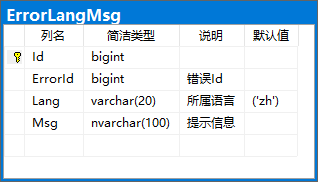 ErrorLangMsg
列名 简洁类型 说明 默认值
Id bigint
ErrorId bigint 错误Id
Lang varchar(20) 所属语言 ('zh')
Msg nvarchar(100) 提示信息